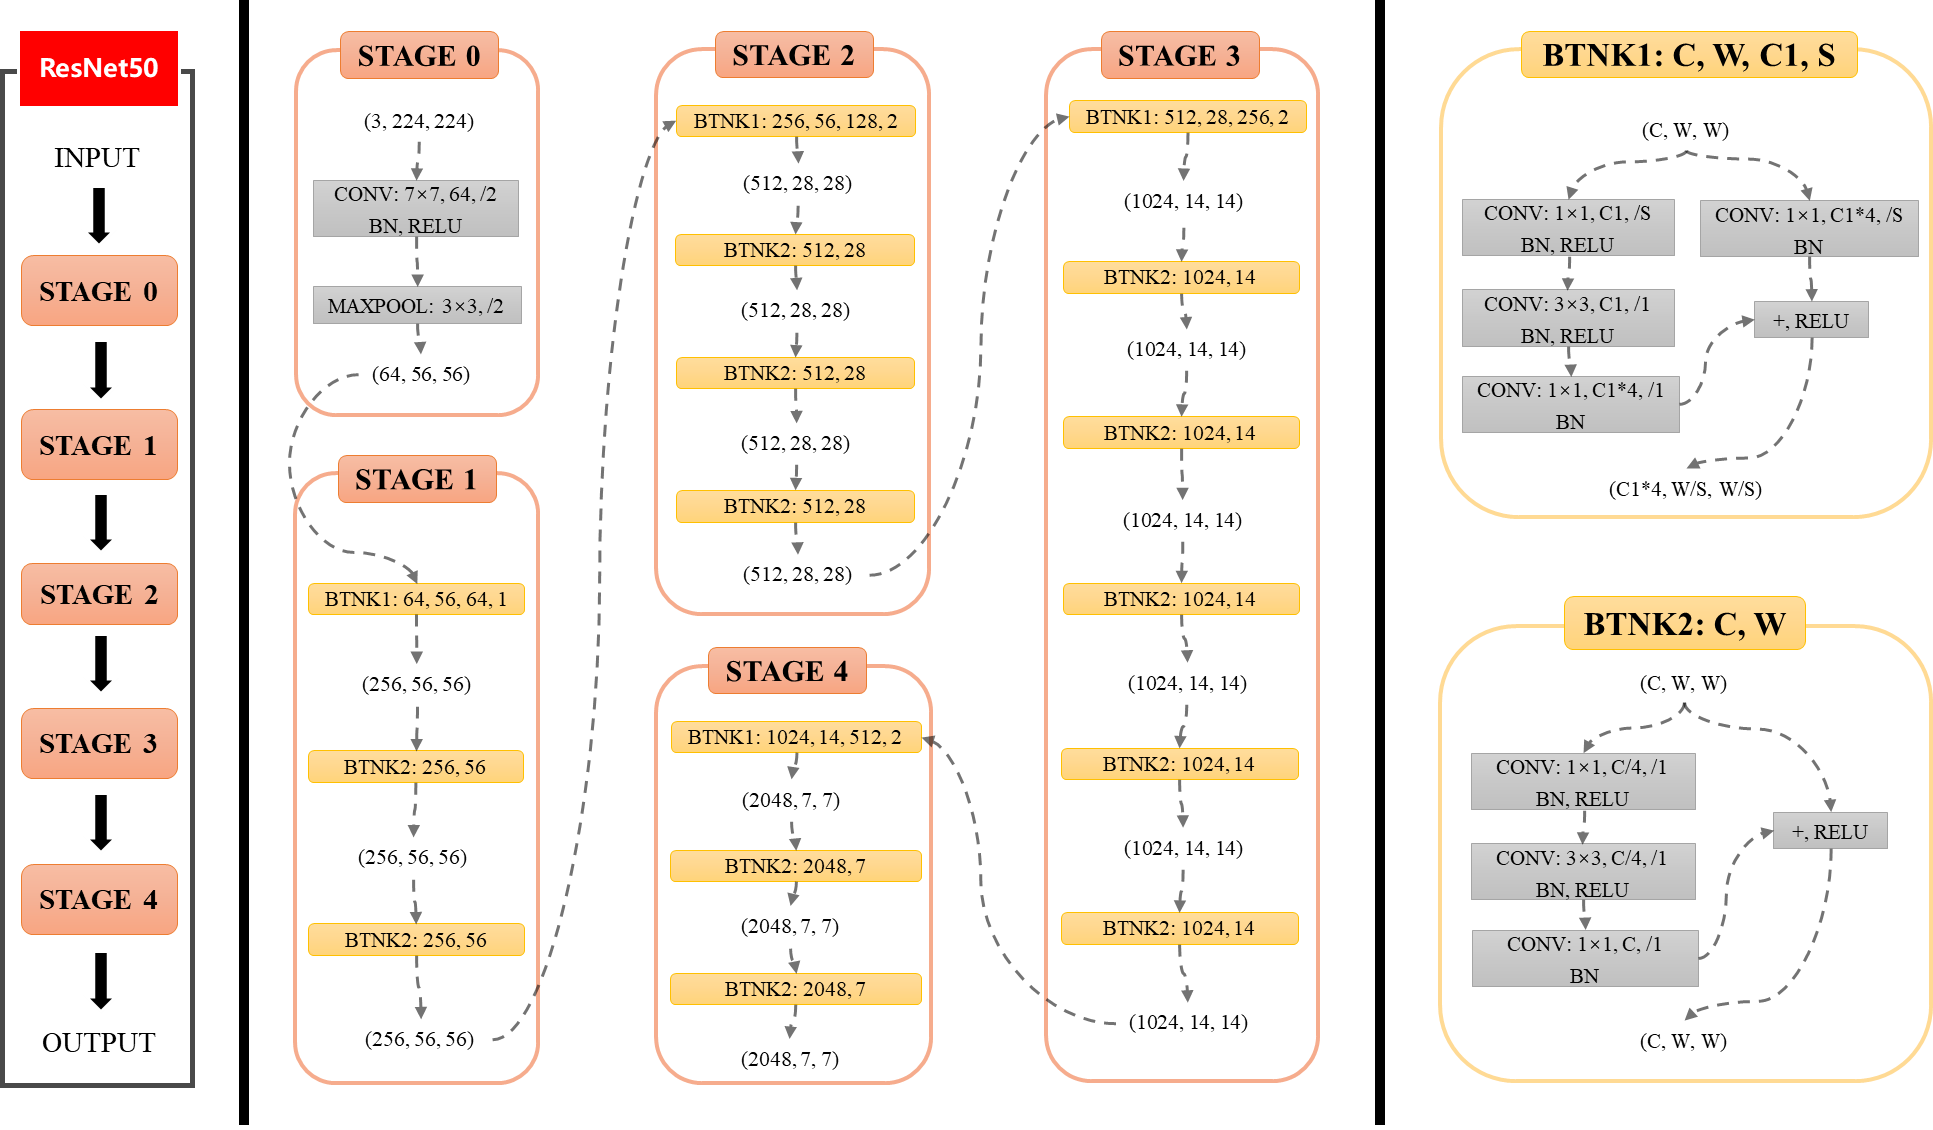 ResNet50
INPUT
STAGE 0
STAGE 1
STAGE 2
STAGE 3
STAGE 4
OUTPUT
STAGE 0
(3, 224, 224)
CONV: 7×7, 64, /2
BN, RELU
MAXPOOL: 3×3, /2
(64, 56, 56)
STAGE 1
BTNK1: 64, 56, 64, 1
(256, 56, 56)
BTNK2: 256, 56
(256, 56, 56)
BTNK2: 256, 56
(256, 56, 56)
STAGE 2
BTNK1: 256, 56, 128, 2
(512, 28, 28)
BTNK2: 512, 28
(512, 28, 28)
BTNK2: 512, 28
(512, 28, 28)
BTNK2: 512, 28
(512, 28, 28)
STAGE 3
BTNK1: 512, 28, 256, 2
(1024, 14, 14)
BTNK2: 1024, 14
(1024, 14, 14)
BTNK2: 1024, 14
(1024, 14, 14)
BTNK2: 1024, 14
(1024, 14, 14)
BTNK2: 1024, 14
(1024, 14, 14)
BTNK2: 1024, 14
(1024, 14, 14)
STAGE 4
BTNK1: 1024, 14, 512, 2
(2048, 7, 7)
BTNK2: 2048, 7
(2048, 7, 7)
BTNK2: 2048, 7
(2048, 7, 7)
BTNK1: C, W, C1, S
(C, W, W)
CONV: 1×1, C1, /S
BN, RELU
CONV: 3×3, C1, /1
BN, RELU
CONV: 1×1, C1*4, /1
BN
CONV: 1×1, C1*4, /S
BN
+, RELU
(C1*4, W/S, W/S)
BTNK2: C, W
(C, W, W)
CONV: 1×1, C/4, /1
BN, RELU
CONV: 3×3, C/4, /1
BN, RELU
CONV: 1×1, C, /1
BN
+, RELU
(C, W, W)